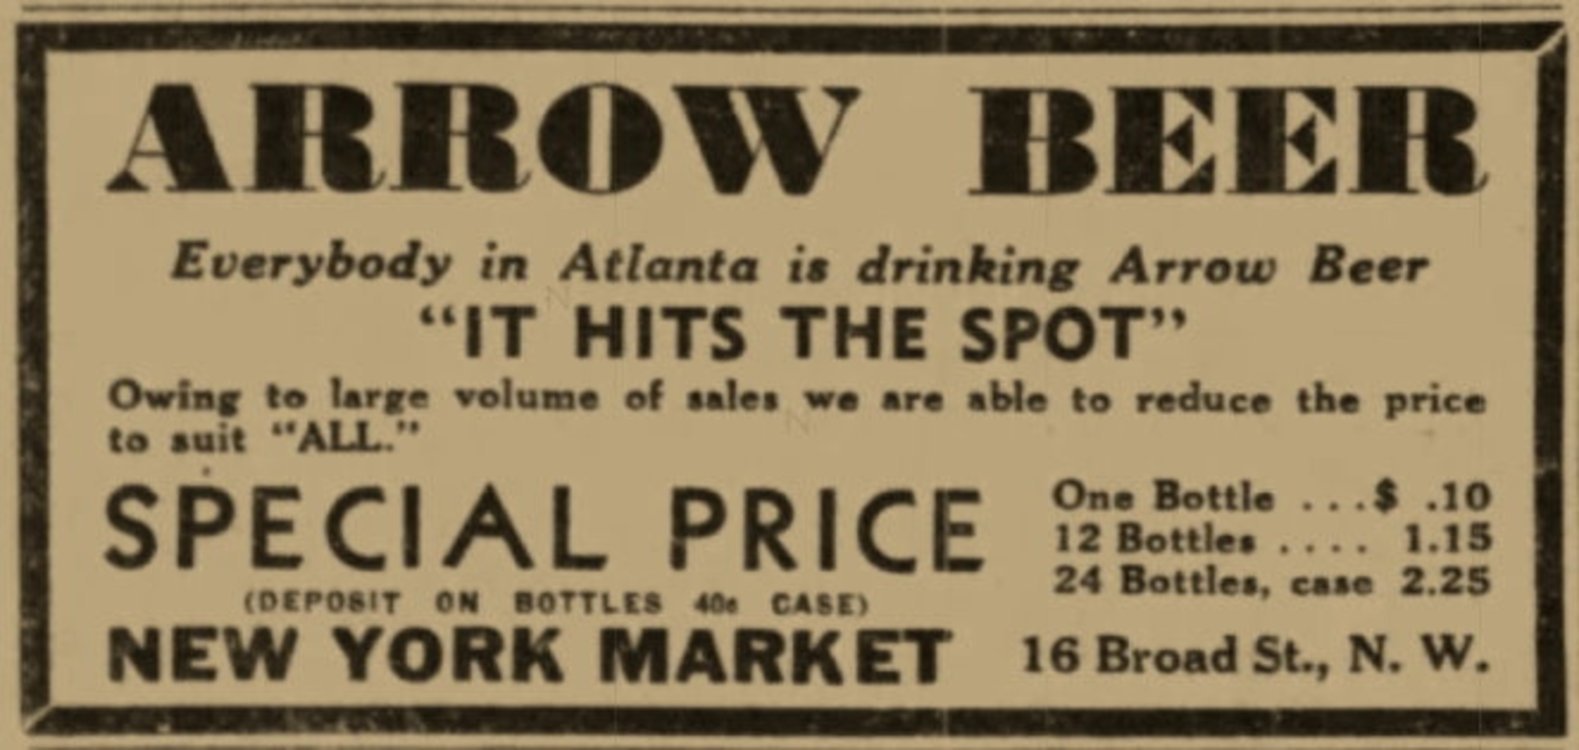 ARROW BEER
Everybody in Atlanta is drinking Arrow Beer
“IT HITS THE SPOT”
Owing to large volume of sales we are able to reduce the price
to suit “ALL.”
SPECIAL PRICE
(DEPOSIT ON BOTTLES 40¢ CASE)
One Bottle ...$ .10
12 Bottles .... 1.15
24 Bottles, case 2.25
NEW YORK MARKET 16 Broad St., N. W.